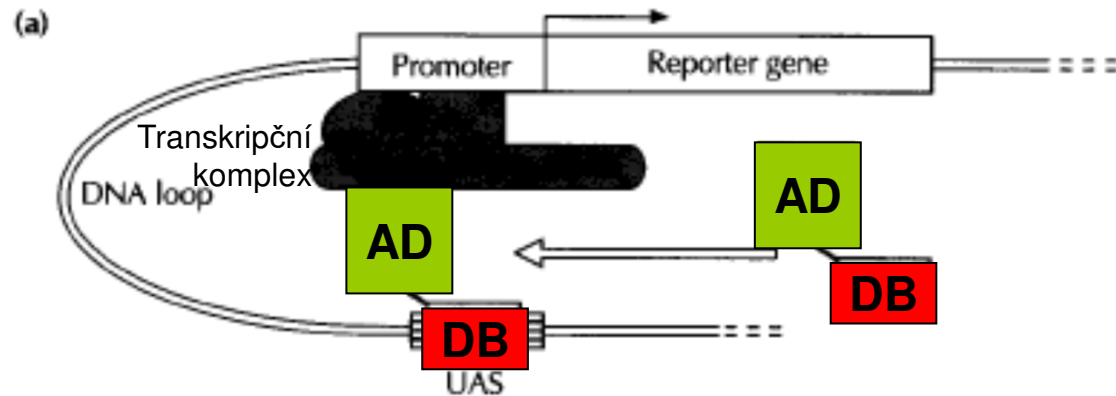 (a)
Promoter
Reporter gene
Transkripční
komplex
DNA loop
AD
AD
DB
DB
UAS